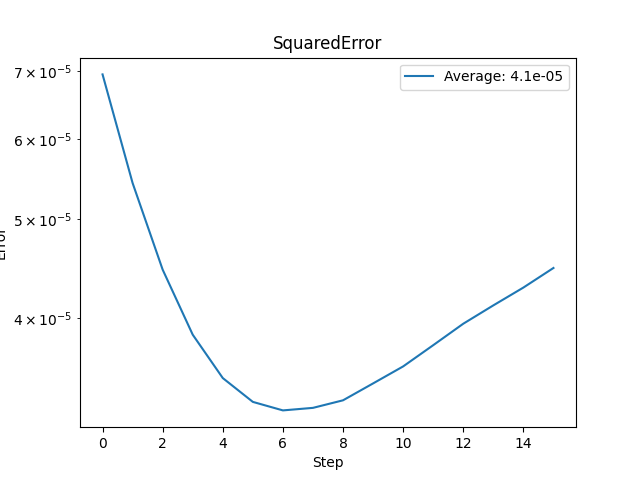 SquaredError
Average: 4.1e-05
7 × 10⁻⁵
6 × 10⁻⁵
5 × 10⁻⁵
4 × 10⁻⁵
Error
0 2 4 6 8 10 12 14
Step